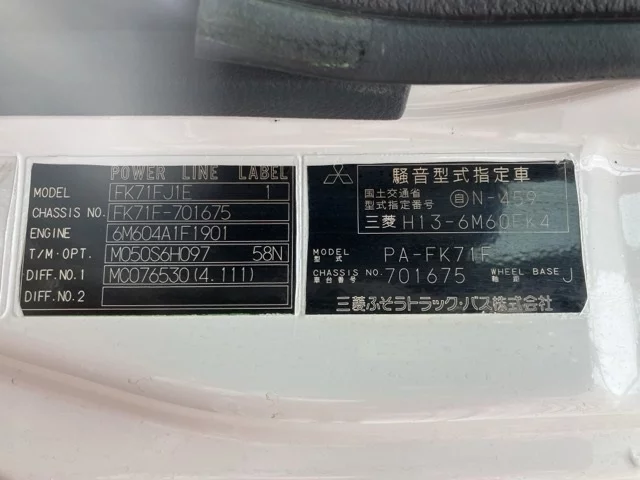 POWER LINE LABEL
MODEL FK71FJ1E 1
CHASSIS NO. FK71F-701675
ENGINE 6M604A1F1901
T/M·OPT. M050S6H097 58N
DIFF.NO.1 MC076530(4.111)
DIFF.NO.2
騒音型式指定車
国土交通省 自N-459
型式指定番号
三菱 H13-6M60EK4
MODEL 型式 PA-FK71F
CHASSIS NO. 車台番号 701675 WHEEL BASE 軸距 J
三菱ふそうトラック・バス株式会社